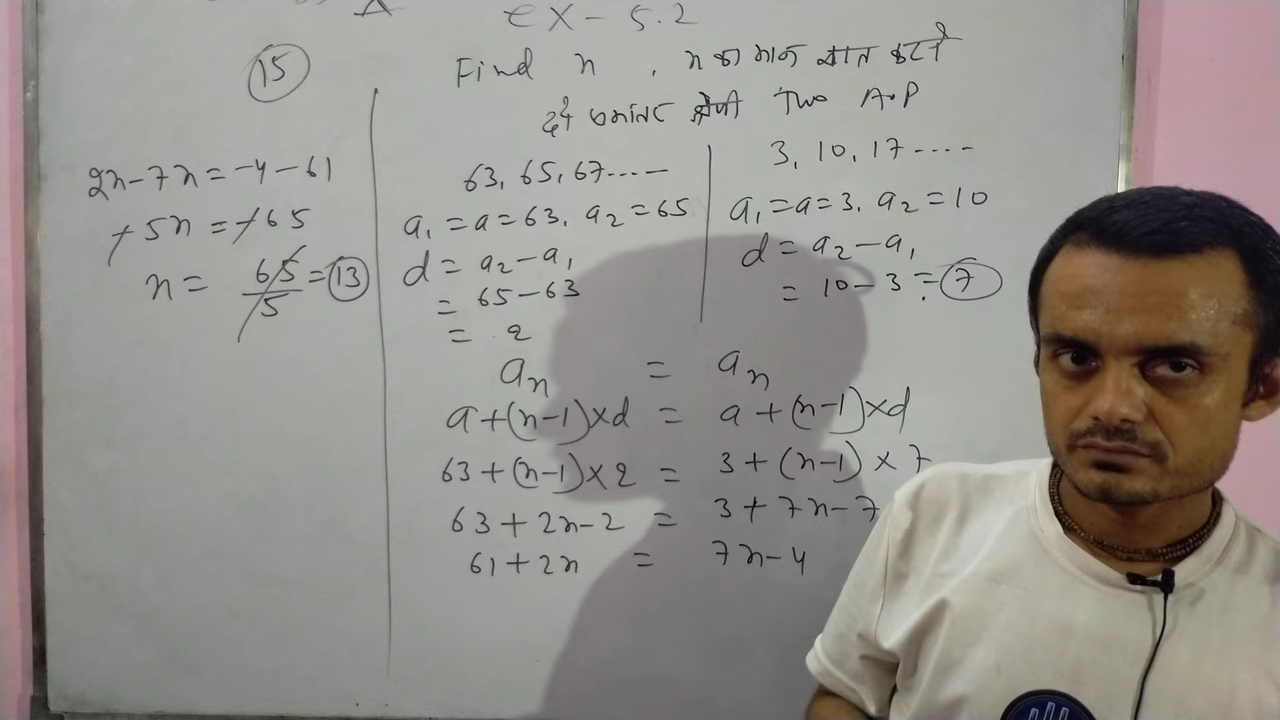 ex - 5.2
15
Find n , n का मान ज्ञात करो
Two A.P
2n-7n=-4-61
-5n=-65
n= 65/5=13
63, 65, 67.....
a₁=a=63, a₂=65
d = a₂-a₁
= 65-63
= 2
3, 10, 17 ....
a₁=a=3, a₂=10
d = a₂-a₁
= 10-3 = 7
aₙ = aₙ
a+(n-1)×d = a+(n-1)×d
63+(n-1)×2 = 3+(n-1)×7
63+2n-2 = 3+7n-7
61+2n = 7n-4